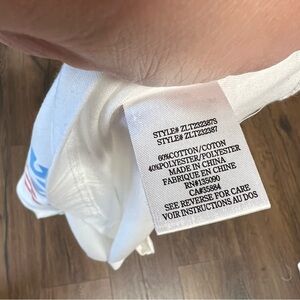 STYLE# ZLT232387S
STYLE# ZLT232387
60%COTTON/COTON
40%POLYESTER/POLYESTER
MADE IN CHINA
FABRIQUE EN CHINE
RN#135090
CA#35884
SEE REVERSE FOR CARE
VOIR INSTRUCTIONS AU DOS